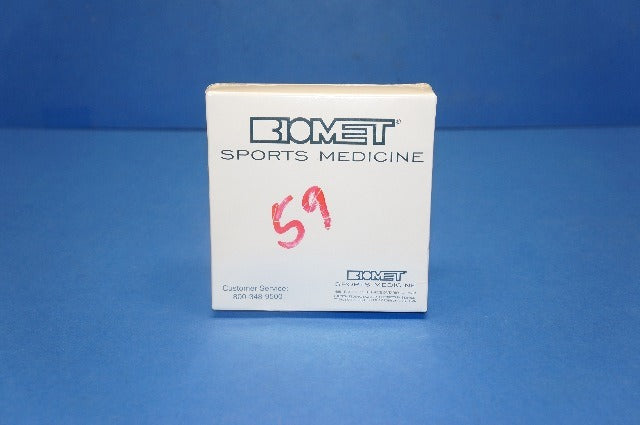 BIOMET®
SPORTS MEDICINE
59
Customer Service:
800-348-9500
BIOMET
SPORTS MEDICINE